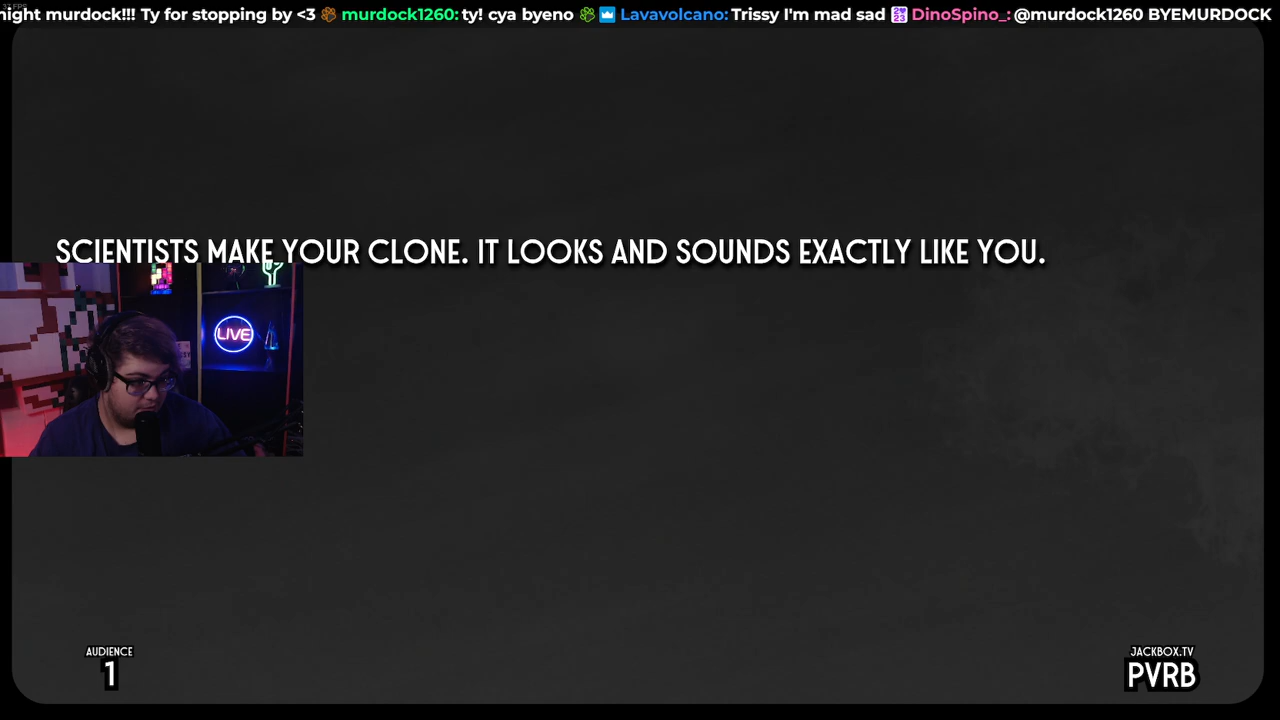 night murdock!!! Ty for stopping by <3 murdock1260: ty! cya byeno Lavavolcano: Trissy I'm mad sad DinoSpino_: @murdock1260 BYEMURDOCK
SCIENTISTS MAKE YOUR CLONE. IT LOOKS AND SOUNDS EXACTLY LIKE YOU.
LIVE
AUDIENCE
1
JACKBOX.TV
PVRB